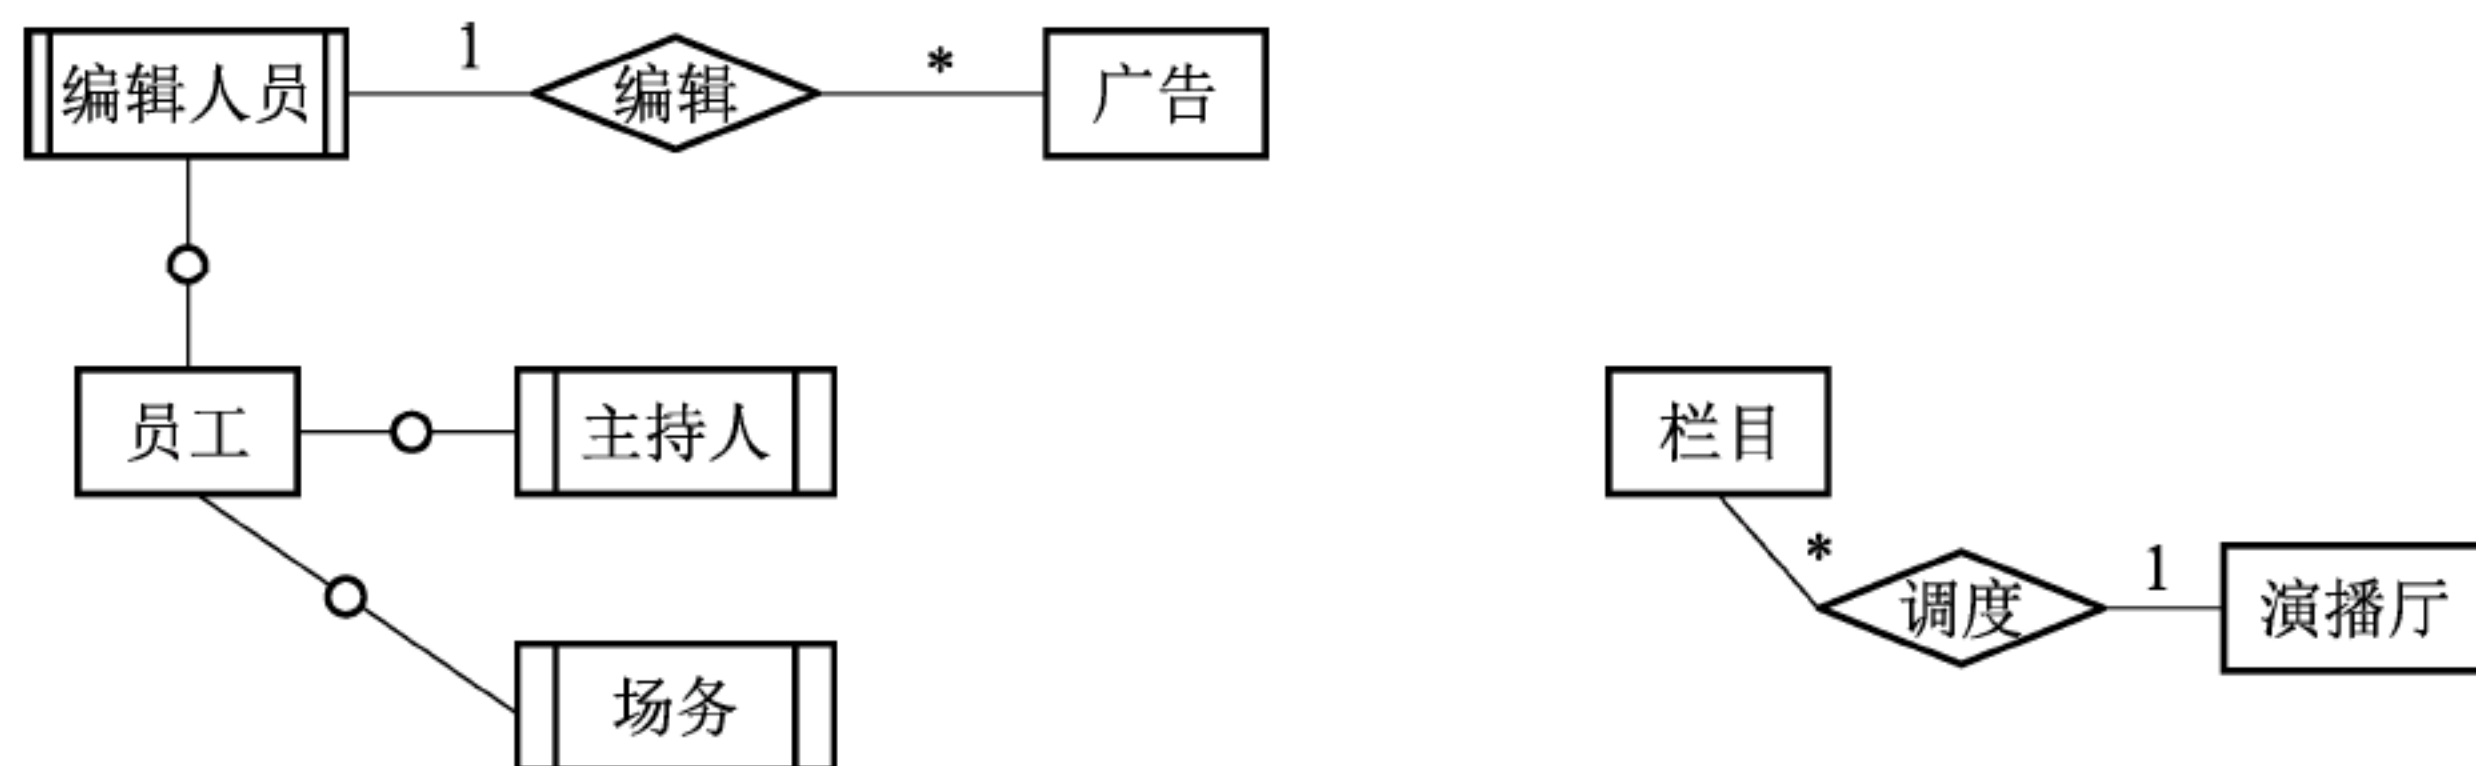 编辑人员 1 编辑 * 广告
员工 主持人 栏目
* 调度 1 演播厅
场务